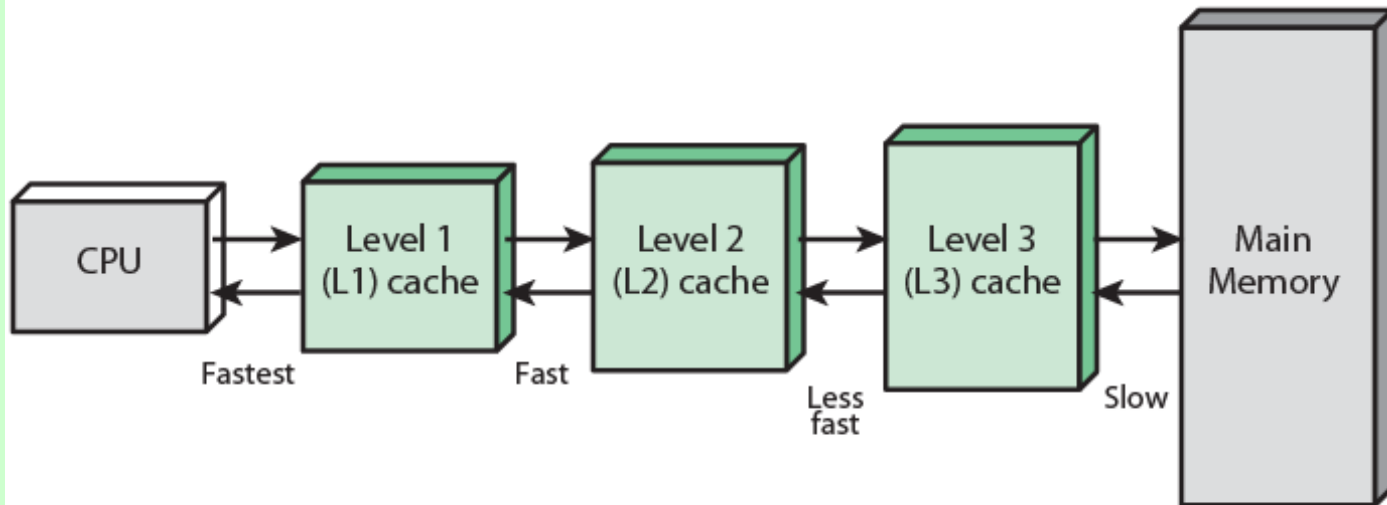 CPU
Level 1
(L1) cache
Level 2
(L2) cache
Level 3
(L3) cache
Main
Memory
Fastest
Fast
Less
fast
Slow